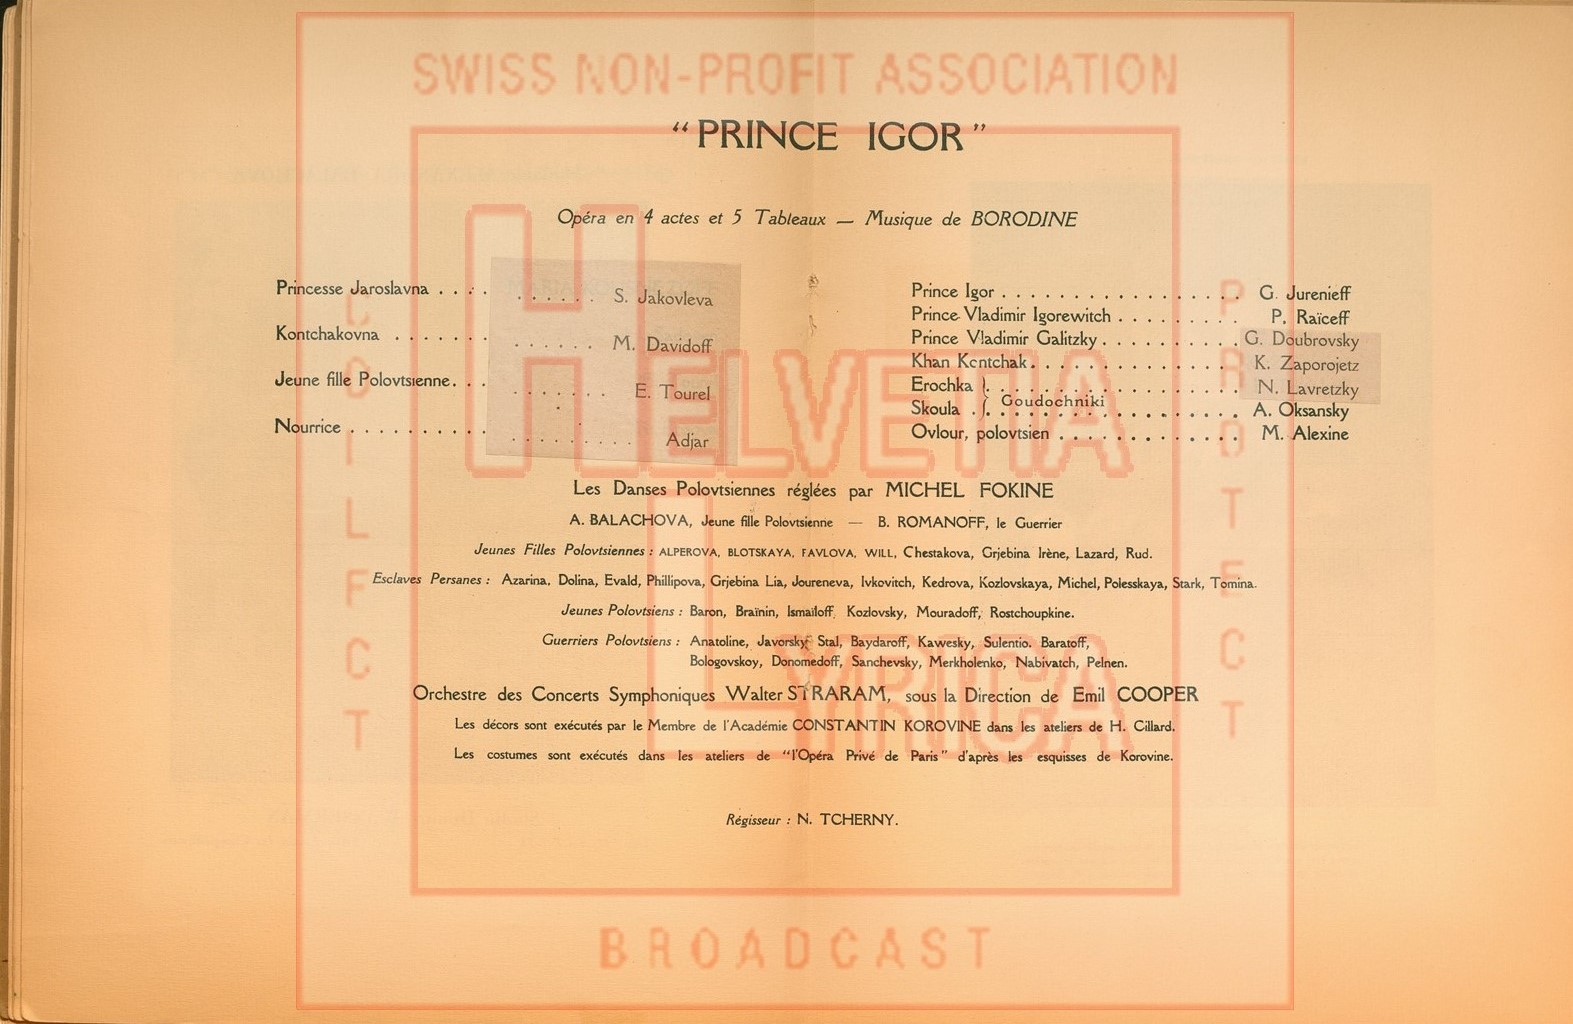 SWISS NON-PROFIT ASSOCIATION
“PRINCE IGOR”
Opéra en 4 actes et 5 Tableaux — Musique de BORODINE
Princesse Jaroslavna . . . . . . . . . . S. Jakovleva
Kontchakovna . . . . . . . . . . . . . M. Davidoff
Jeune fille Polovtsienne. . . . . . . . . . E. Tourel
Nourrice . . . . . . . . . . . . . . . . . . Adjar
Prince Igor . . . . . . . . . . . . . . . . . G. Jurenieff
Prince Vladimir Igorewitch . . . . . . . . . P. Raïceff
Prince Vladimir Galitzky . . . . . . . . . . G. Doubrovsky
Khan Kontchak . . . . . . . . . . . . . . K. Zaporojetz
Erochka } . . . . . . . . . . . . . . . . . N. Lavretzky
Goudochniki
Skoula . } . . . . . . . . . . . . . . . . . A. Oksansky
Ovlour, polovtsien . . . . . . . . . . . . M. Alexine
HELVETIA
Les Danses Polovtsiennes réglées par MICHEL FOKINE
A. BALACHOVA, Jeune fille Polovtsienne — B. ROMANOFF, le Guerrier
Jeunes Filles Polovtsiennes : ALPEROVA, BLOTSKAYA, FAVLOVA, WILL, Chestakova, Grjebina Irène, Lazard, Rud.
Esclaves Persanes : Azarina, Dolina, Evald, Phillipova, Grjebina Lia, Joureneva, Ivkovitch, Kedrova, Kozlovskaya, Michel, Polesskaya, Stark, Tomina.
Jeunes Polovtsiens : Baron, Braïnin, Ismaïloff, Kozlovsky, Mouradoff, Rostchoupkine.
Guerriers Polovtsiens : Anatoline, Javorsky, Stal, Baydaroff, Kawesky, Sulentio. Baratoff,
Bologovskoy, Donomedoff, Sanchevsky, Merkholenko, Nabivatch, Pelnen.
LYRICA
Orchestre des Concerts Symphoniques Walter STRARAM, sous la Direction de Emil COOPER
Les décors sont exécutés par le Membre de l'Académie CONSTANTIN KOROVINE dans les ateliers de H. Cillard.
Les costumes sont exécutés dans les ateliers de “l'Opéra Privé de Paris” d'après les esquisses de Korovine.
Régisseur : N. TCHERNY.
PROTECT
BROADCAST